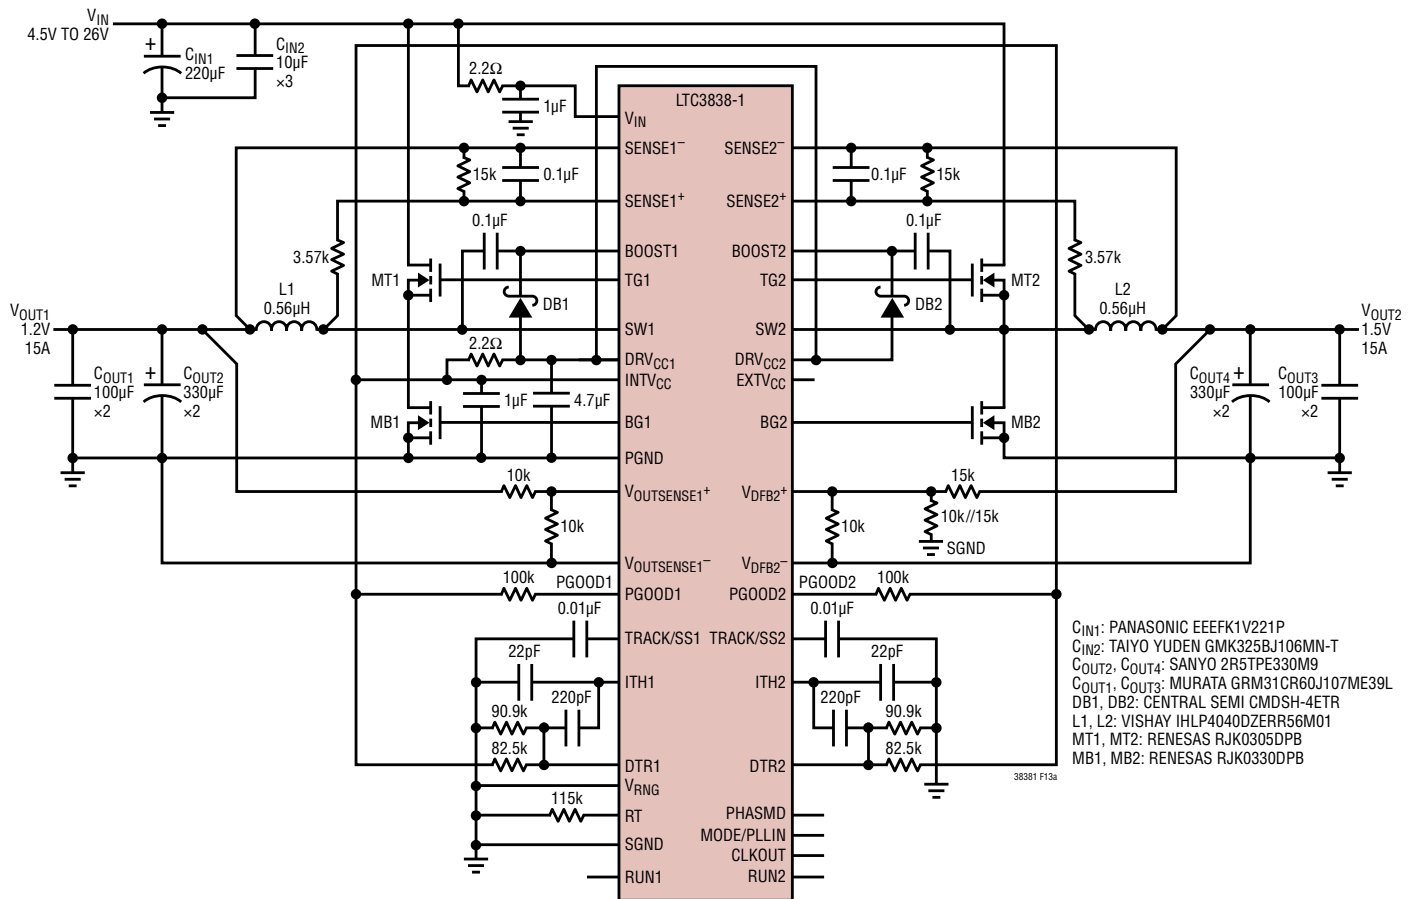 VIN
4.5V TO 26V
CIN1
220µF
CIN2
10µF
×3
2.2Ω
1µF
LTC3838-1
VIN
SENSE1–
SENSE2–
15k
0.1µF
0.1µF
15k
SENSE1+
SENSE2+
0.1µF
0.1µF
3.57k
BOOST1
BOOST2
3.57k
MT1
TG1
TG2
MT2
L1
0.56µH
DB1
DB2
L2
0.56µH
VOUT1
1.2V
15A
SW1
SW2
VOUT2
1.5V
15A
2.2Ω
DRVCC1
DRVCC2
INTVCC
EXTVCC
COUT1
100µF
×2
COUT2
330µF
×2
1µF
4.7µF
COUT4
330µF
×2
COUT3
100µF
×2
MB1
BG1
BG2
MB2
PGND
10k
VOUTSENSE1+
VDFB2+
15k
10k
10k
10k//15k
SGND
VOUTSENSE1–
VDFB2–
100k
PGOOD1
PGOOD1
PGOOD2
PGOOD2
100k
0.01µF
0.01µF
TRACK/SS1
TRACK/SS2
22pF
22pF
ITH1
ITH2
220pF
220pF
90.9k
90.9k
82.5k
82.5k
DTR1
DTR2
VRNG
115k
RT
PHASMD
MODE/PLLIN
SGND
CLKOUT
RUN1
RUN2
CIN1: PANASONIC EEEFK1V221P
CIN2: TAIYO YUDEN GMK325BJ106MN-T
COUT2, COUT4: SANYO 2R5TPE330M9
COUT1, COUT3: MURATA GRM31CR60J107ME39L
DB1, DB2: CENTRAL SEMI CMDSH-4ETR
L1, L2: VISHAY IHLP4040DZERR56M01
MT1, MT2: RENESAS RJK0305DPB
MB1, MB2: RENESAS RJK0330DPB
38381 F13a